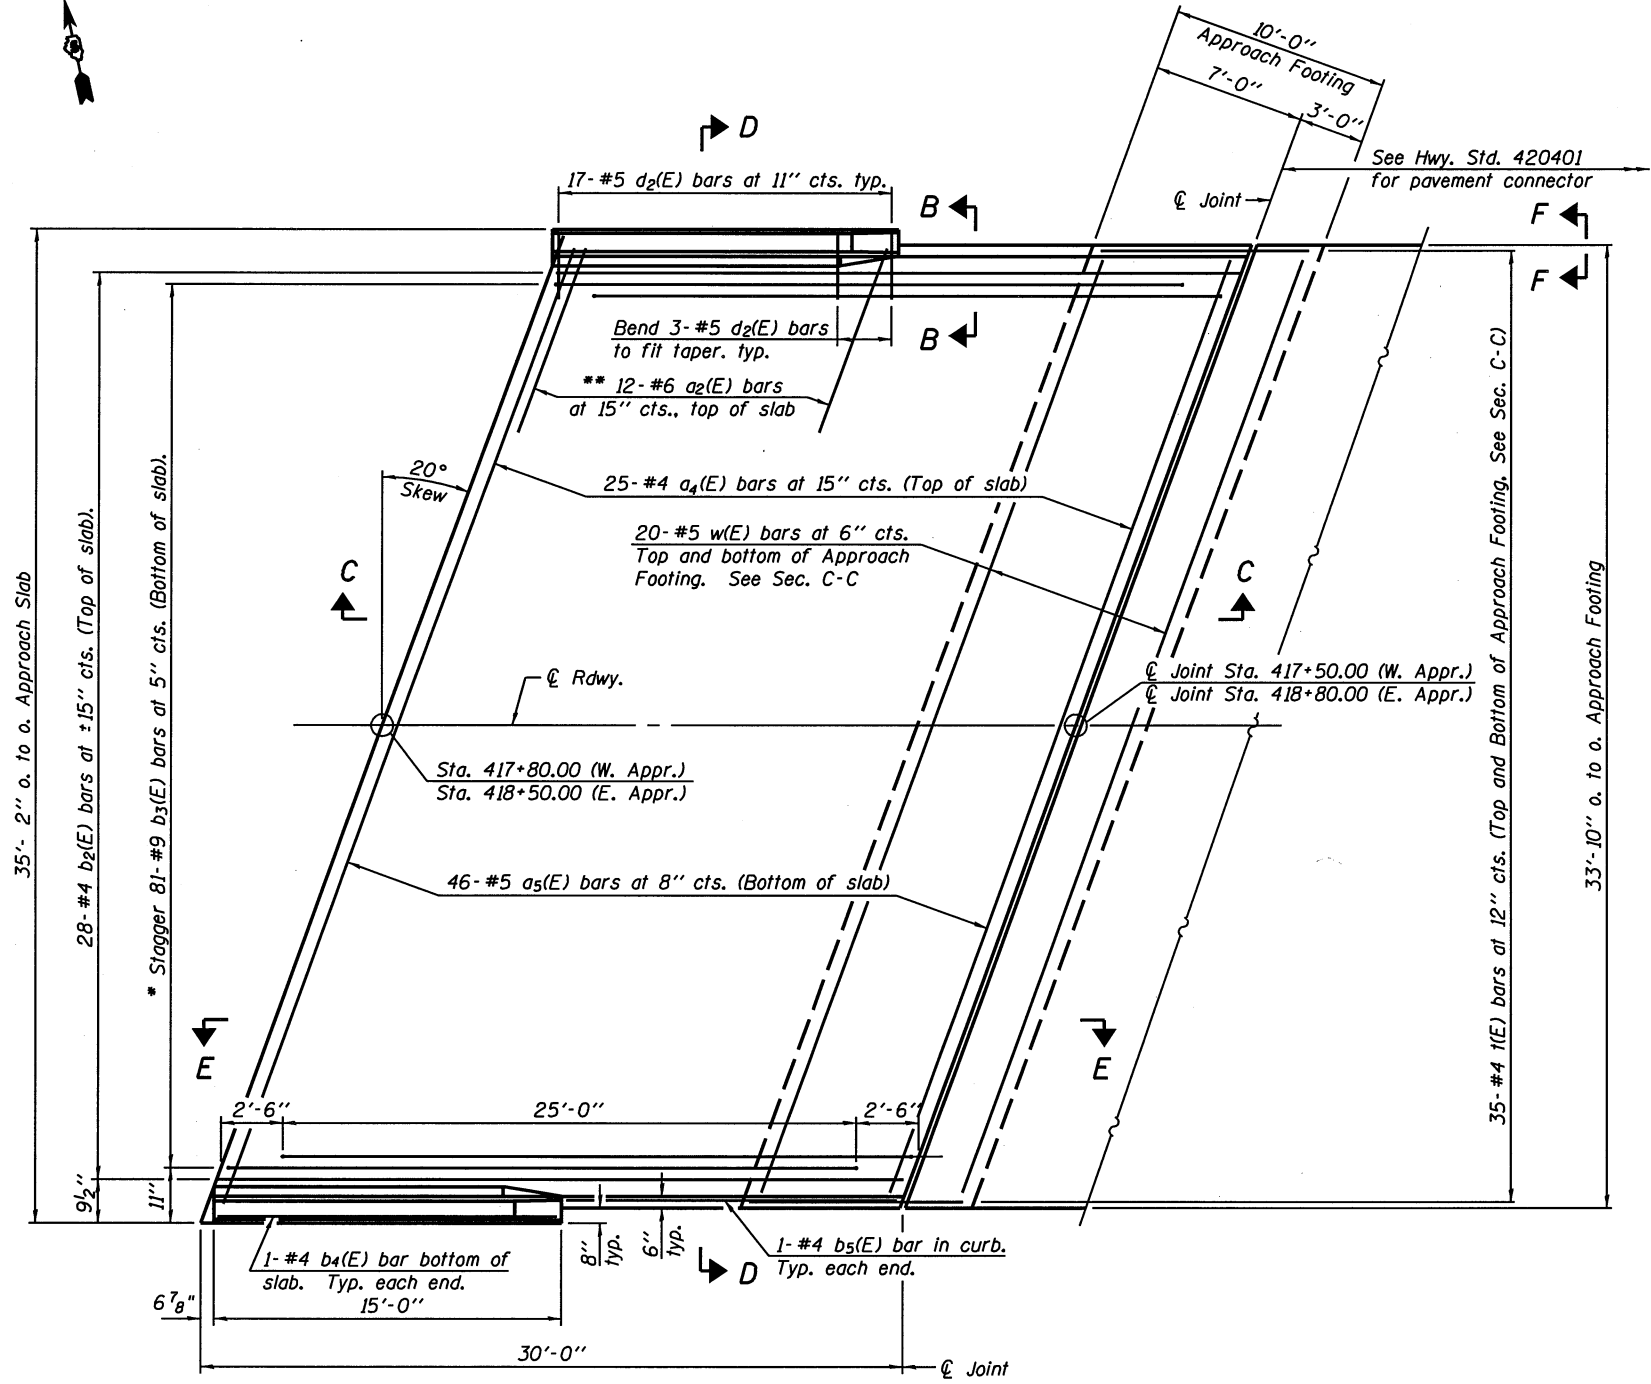 10'-0"
Approach Footing
7'-0"
3'-0"
D
See Hwy. Std. 420401
for pavement connector
17-#5 d2(E) bars at 11" cts. typ.
B
℄ Joint
F
F
Bend 3-#5 d2(E) bars
to fit taper. typ.
B
** 12-#6 a2(E) bars
at 15" cts., top of slab
20°
Skew
25-#4 a4(E) bars at 15" cts. (Top of slab)
20-#5 w(E) bars at 6" cts.
Top and bottom of Approach
Footing. See Sec. C-C
C
C
35'-2" o. to o. Approach Slab
28-#4 b2(E) bars at ±15" cts. (Top of slab).
* Stagger 81-#9 b3(E) bars at 5" cts. (Bottom of slab).
35-#4 t(E) bars at 12" cts. (Top and Bottom of Approach Footing, See Sec. C-C)
33'-10" o. to o. Approach Footing
℄ Rdwy.
℄ Joint Sta. 417+50.00 (W. Appr.)
℄ Joint Sta. 418+80.00 (E. Appr.)
Sta. 417+80.00 (W. Appr.)
Sta. 418+50.00 (E. Appr.)
46-#5 a5(E) bars at 8" cts. (Bottom of slab)
E
E
2'-6"
25'-0"
2'-6"
9½"
11"
8"
typ.
6"
typ.
1-#4 b4(E) bar bottom of
slab. Typ. each end.
D
1-#4 b5(E) bar in curb.
Typ. each end.
6⅞"
15'-0"
30'-0"
℄ Joint